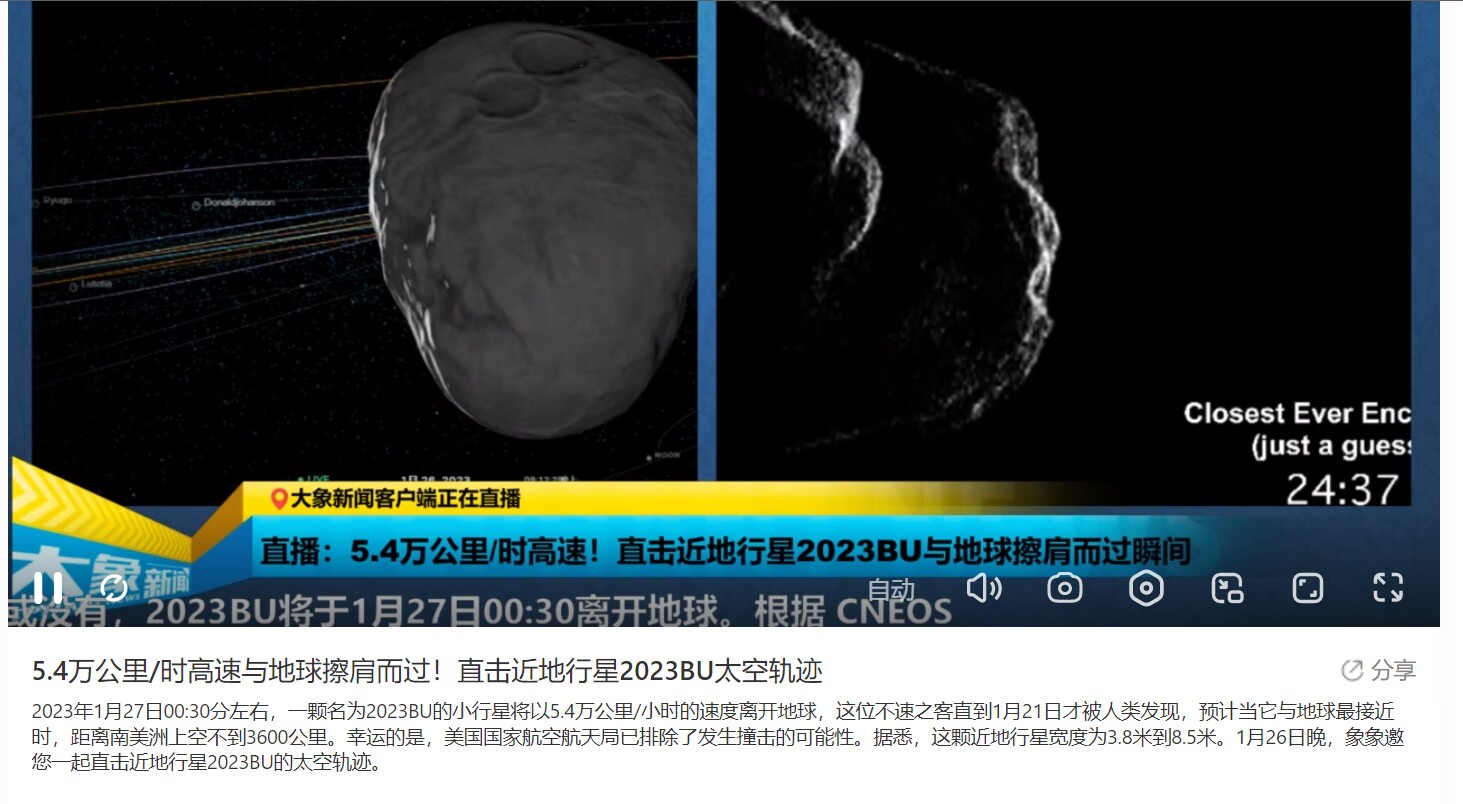 Ryugu
Donaldjohanson
Lutetia
MOON
Closest Ever Enc
(just a guess
24:37
LIVE
1月 26, 2023
大象新闻客户端正在直播
直播：5.4万公里/时高速！直击近地行星2023BU与地球擦肩而过瞬间
大象新闻
自动
或没有，2023BU将于1月27日00:30离开地球。根据 CNEOS
5.4万公里/时高速与地球擦肩而过！直击近地行星2023BU太空轨迹
分享
2023年1月27日00:30分左右，一颗名为2023BU的小行星将以5.4万公里/小时的速度离开地球，这位不速之客直到1月21日才被人类发现，预计当它与地球最接近
时，距离南美洲上空不到3600公里。幸运的是，美国国家航空航天局已排除了发生撞击的可能性。据悉，这颗近地行星宽度为3.8米到8.5米。1月26日晚，象象邀
您一起直击近地行星2023BU的太空轨迹。